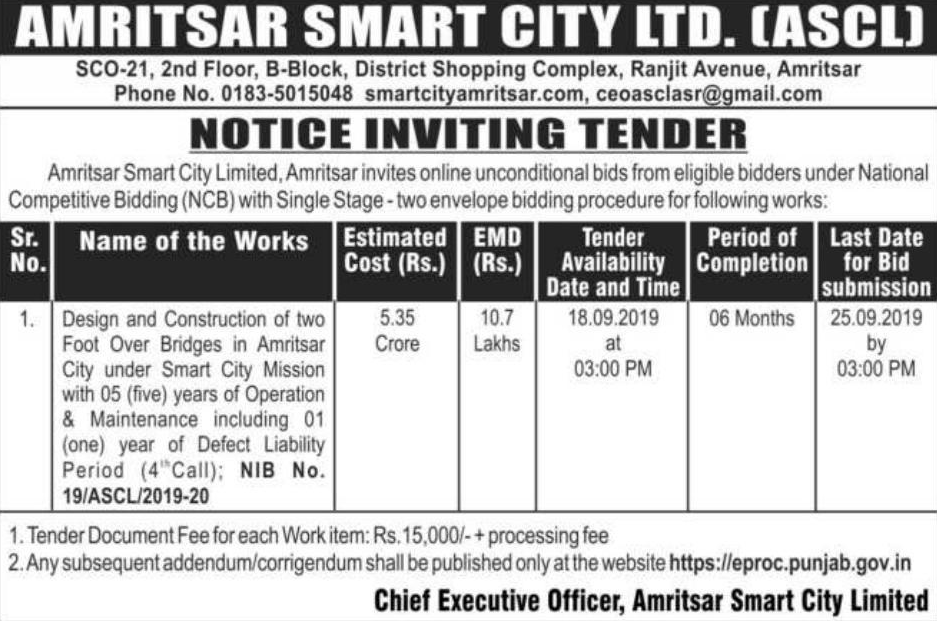 AMRITSAR SMART CITY LTD. (ASCL)
SCO-21, 2nd Floor, B-Block, District Shopping Complex, Ranjit Avenue, Amritsar
Phone No. 0183-5015048 smartcityamritsar.com, ceoasclasr@gmail.com
NOTICE INVITING TENDER
Amritsar Smart City Limited, Amritsar invites online unconditional bids from eligible bidders under National
Competitive Bidding (NCB) with Single Stage - two envelope bidding procedure for following works:
Sr. No.
Name of the Works
Estimated Cost (Rs.)
EMD (Rs.)
Tender Availability Date and Time
Period of Completion
Last Date for Bid submission
1.
Design and Construction of two
Foot Over Bridges in Amritsar
City under Smart City Mission
with 05 (five) years of Operation
& Maintenance including 01
(one) year of Defect Liability
Period (4th Call); NIB No.
19/ASCL/2019-20
5.35
Crore
10.7
Lakhs
18.09.2019
at
03:00 PM
06 Months
25.09.2019
by
03:00 PM
1. Tender Document Fee for each Work item: Rs.15,000/- + processing fee
2. Any subsequent addendum/corrigendum shall be published only at the website https://eproc.punjab.gov.in
Chief Executive Officer, Amritsar Smart City Limited